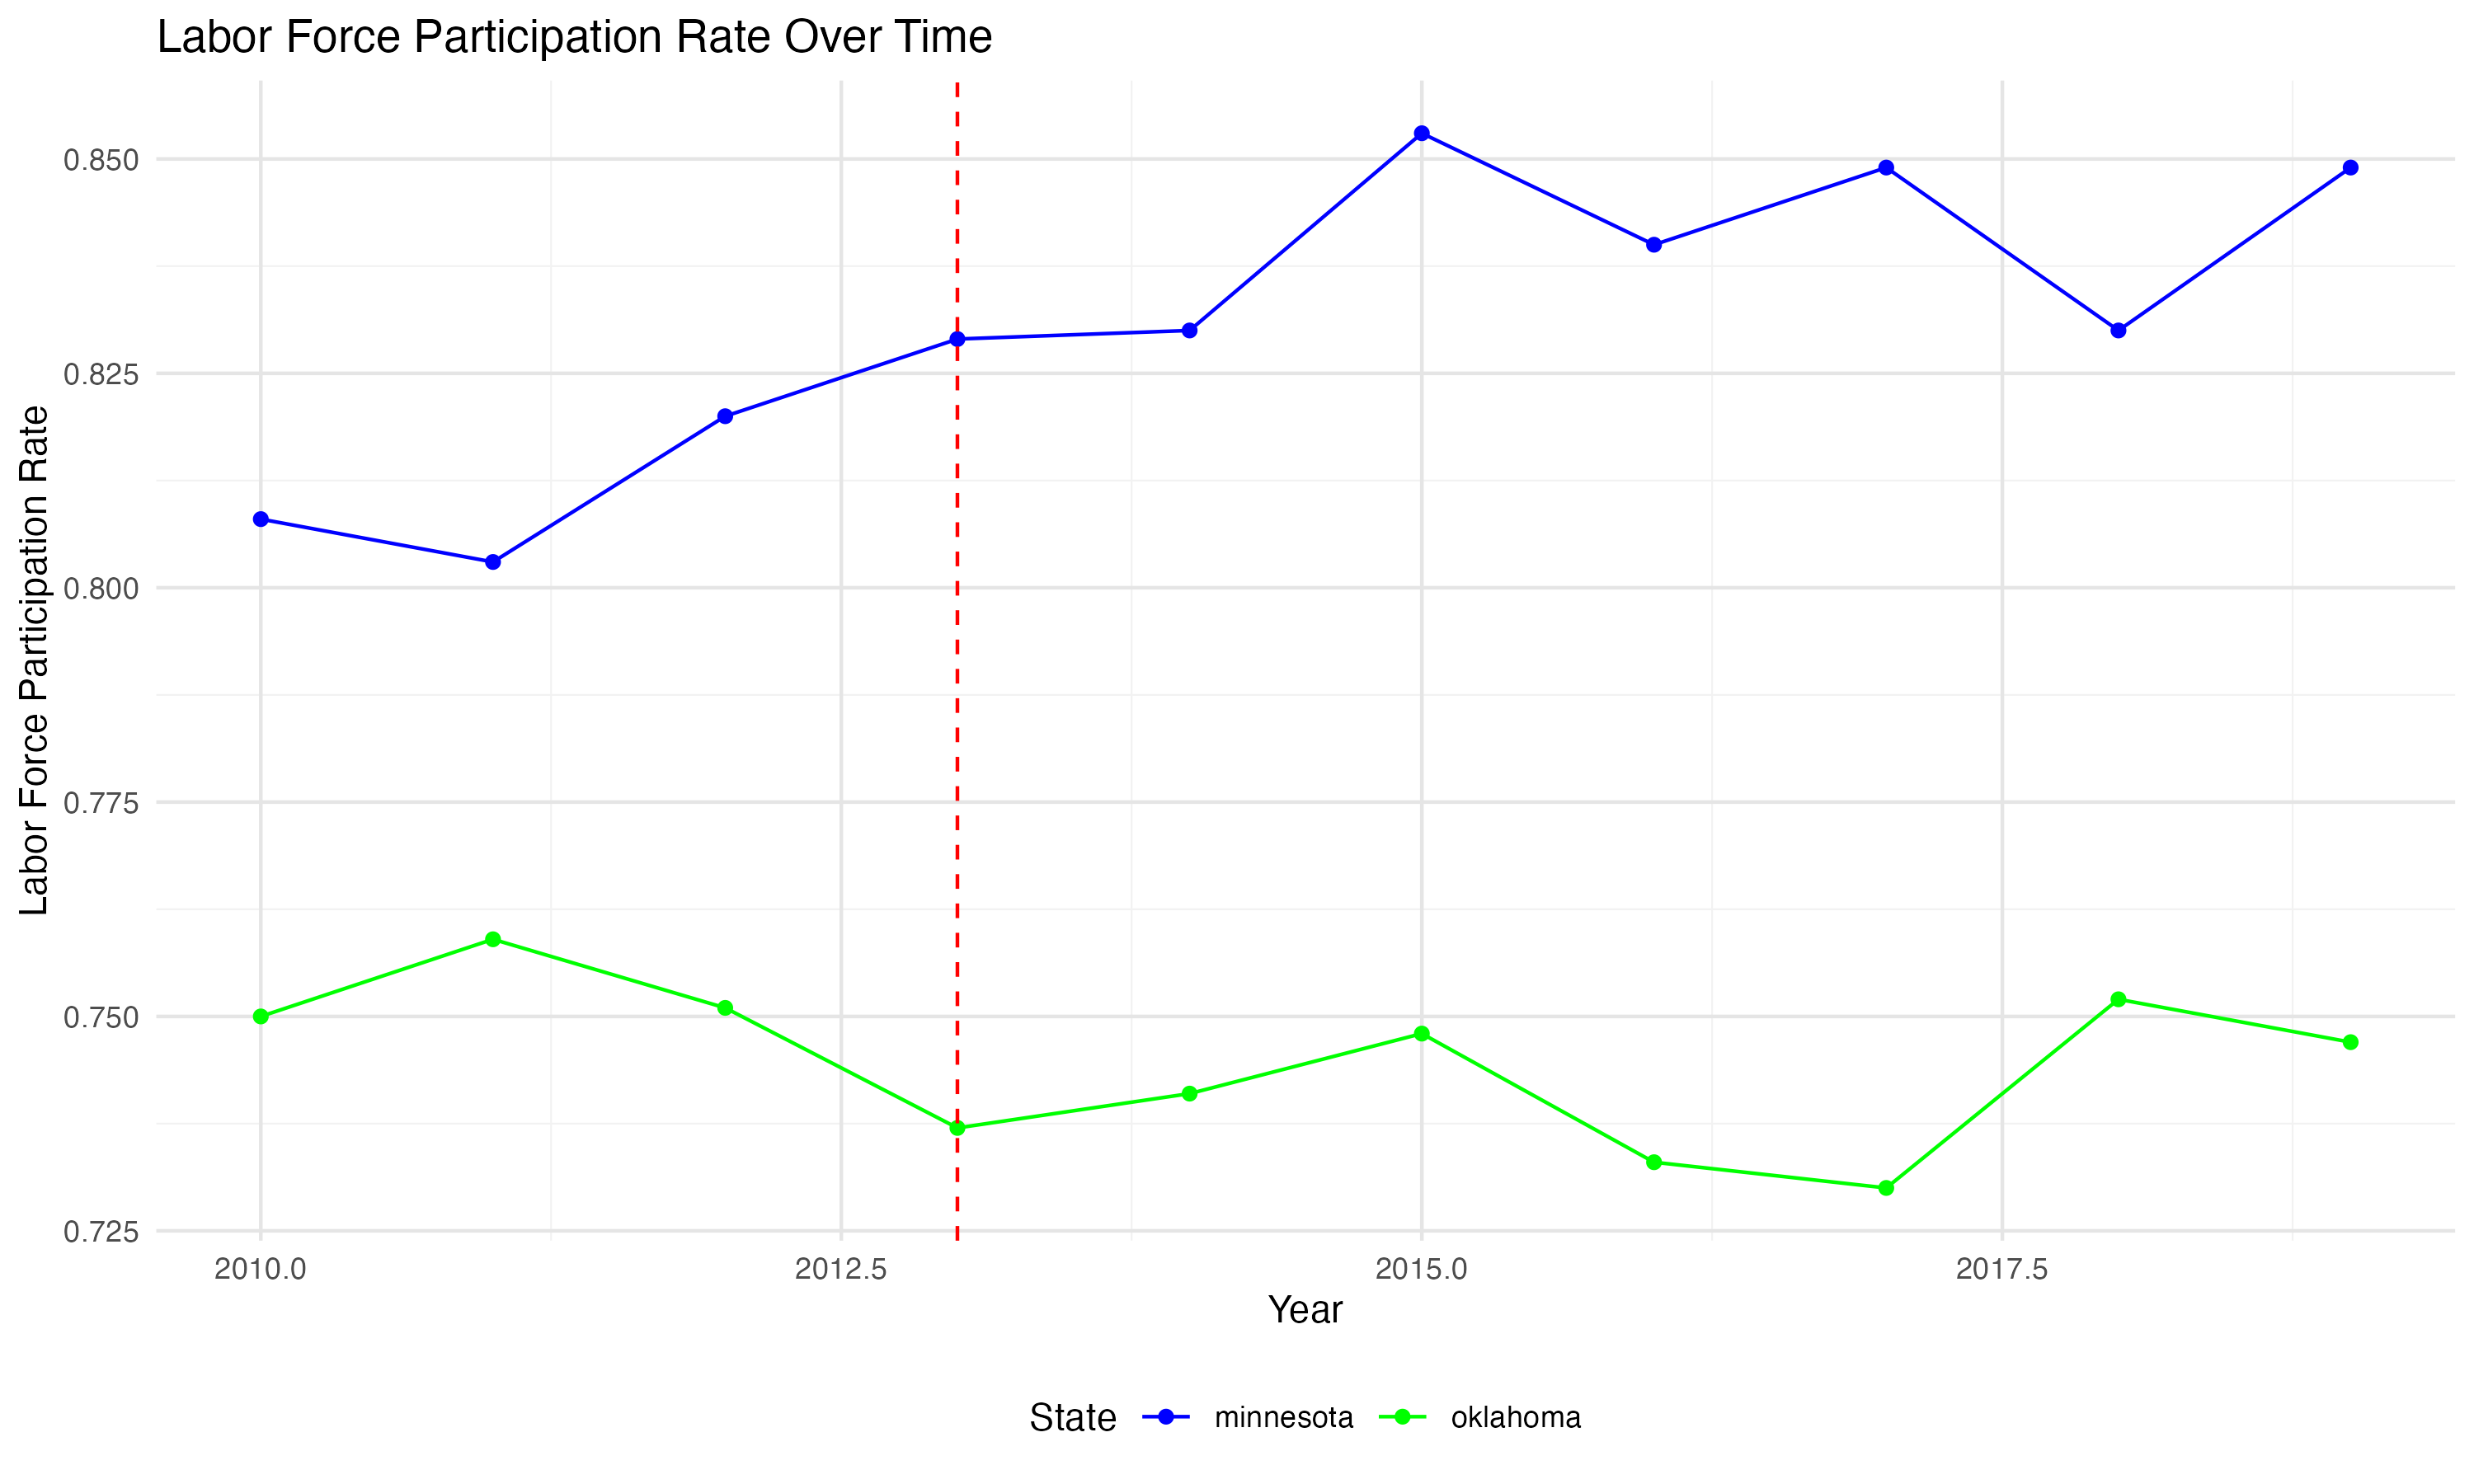 Labor Force Participation Rate Over Time
Labor Force Participation Rate
0.850
0.825
0.800
0.775
0.750
0.725
2010.0 2012.5 2015.0 2017.5
Year
State minnesota oklahoma